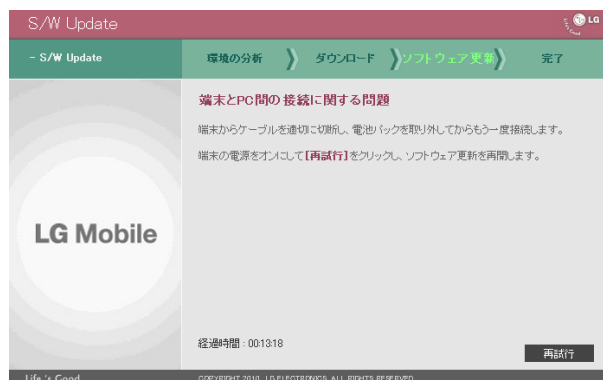 S/W Update
LG
- S/W Update
環境の分析
ダウンロード
ソフトウェア更新
完了
端末とPC間の接続に関する問題
端末からケーブルを適切に切断し、電池パックを取り外してからもう一度接続します。
端末の電源をオンにして【再試行】をクリックし、ソフトウェア更新を再開します。
LG Mobile
経過時間 : 00:13:18
再試行
Life's Good
COPYRIGHT 2010. LG ELECTRONICS. ALL RIGHTS RESERVED.